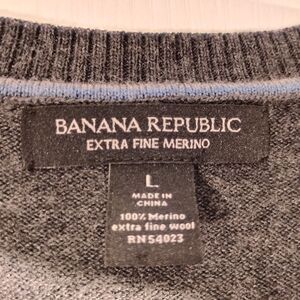 BANANA REPUBLIC
EXTRA FINE MERINO
L
MADE IN
CHINA
100% Merino
extra fine wool
RN 54023